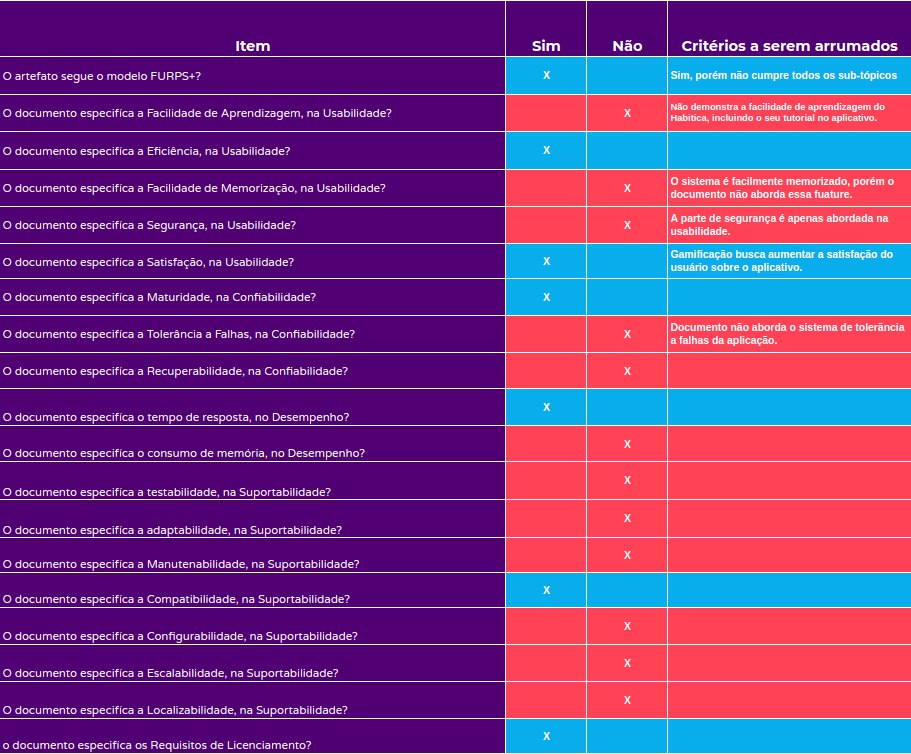 Item Sim Não Critérios a serem arrumados
O artefato segue o modelo FURPS+? X Sim, porém não cumpre todos os sub-tópicos
O documento especifica a Facilidade de Aprendizagem, na Usabilidade? X Não demonstra a facilidade de aprendizagem do
Habitica, incluindo o seu tutorial no aplicativo.
O documento especifica a Eficiência, na Usabilidade? X
O documento especifica a Facilidade de Memorização, na Usabilidade? X O sistema é facilmente memorizado, porém o
documento não aborda essa fuature.
O documento especifica a Segurança, na Usabilidade? X A parte de segurança é apenas abordada na
usabilidade.
O documento especifica a Satisfação, na Usabilidade? X Gamificação busca aumentar a satisfação do
usuário sobre o aplicativo.
O documento especifica a Maturidade, na Confiabilidade? X
O documento especifica a Tolerância a Falhas, na Confiabilidade? X Documento não aborda o sistema de tolerância
a falhas da aplicação.
O documento especifica a Recuperabilidade, na Confiabilidade? X
O documento especifica o tempo de resposta, no Desempenho? X
O documento especifica o consumo de memória, no Desempenho? X
O documento especifica a testabilidade, na Suportabilidade? X
O documento especifica a adaptabilidade, na Suportabilidade? X
O documento especifica a Manutenabilidade, na Suportabilidade? X
O documento especifica a Compatibilidade, na Suportabilidade? X
O documento especifica a Configurabilidade, na Suportabilidade? X
O documento especifica a Escalabilidade, na Suportabilidade? X
O documento especifica a Localizabilidade, na Suportabilidade? X
o documento especifica os Requisitos de Licenciamento? X